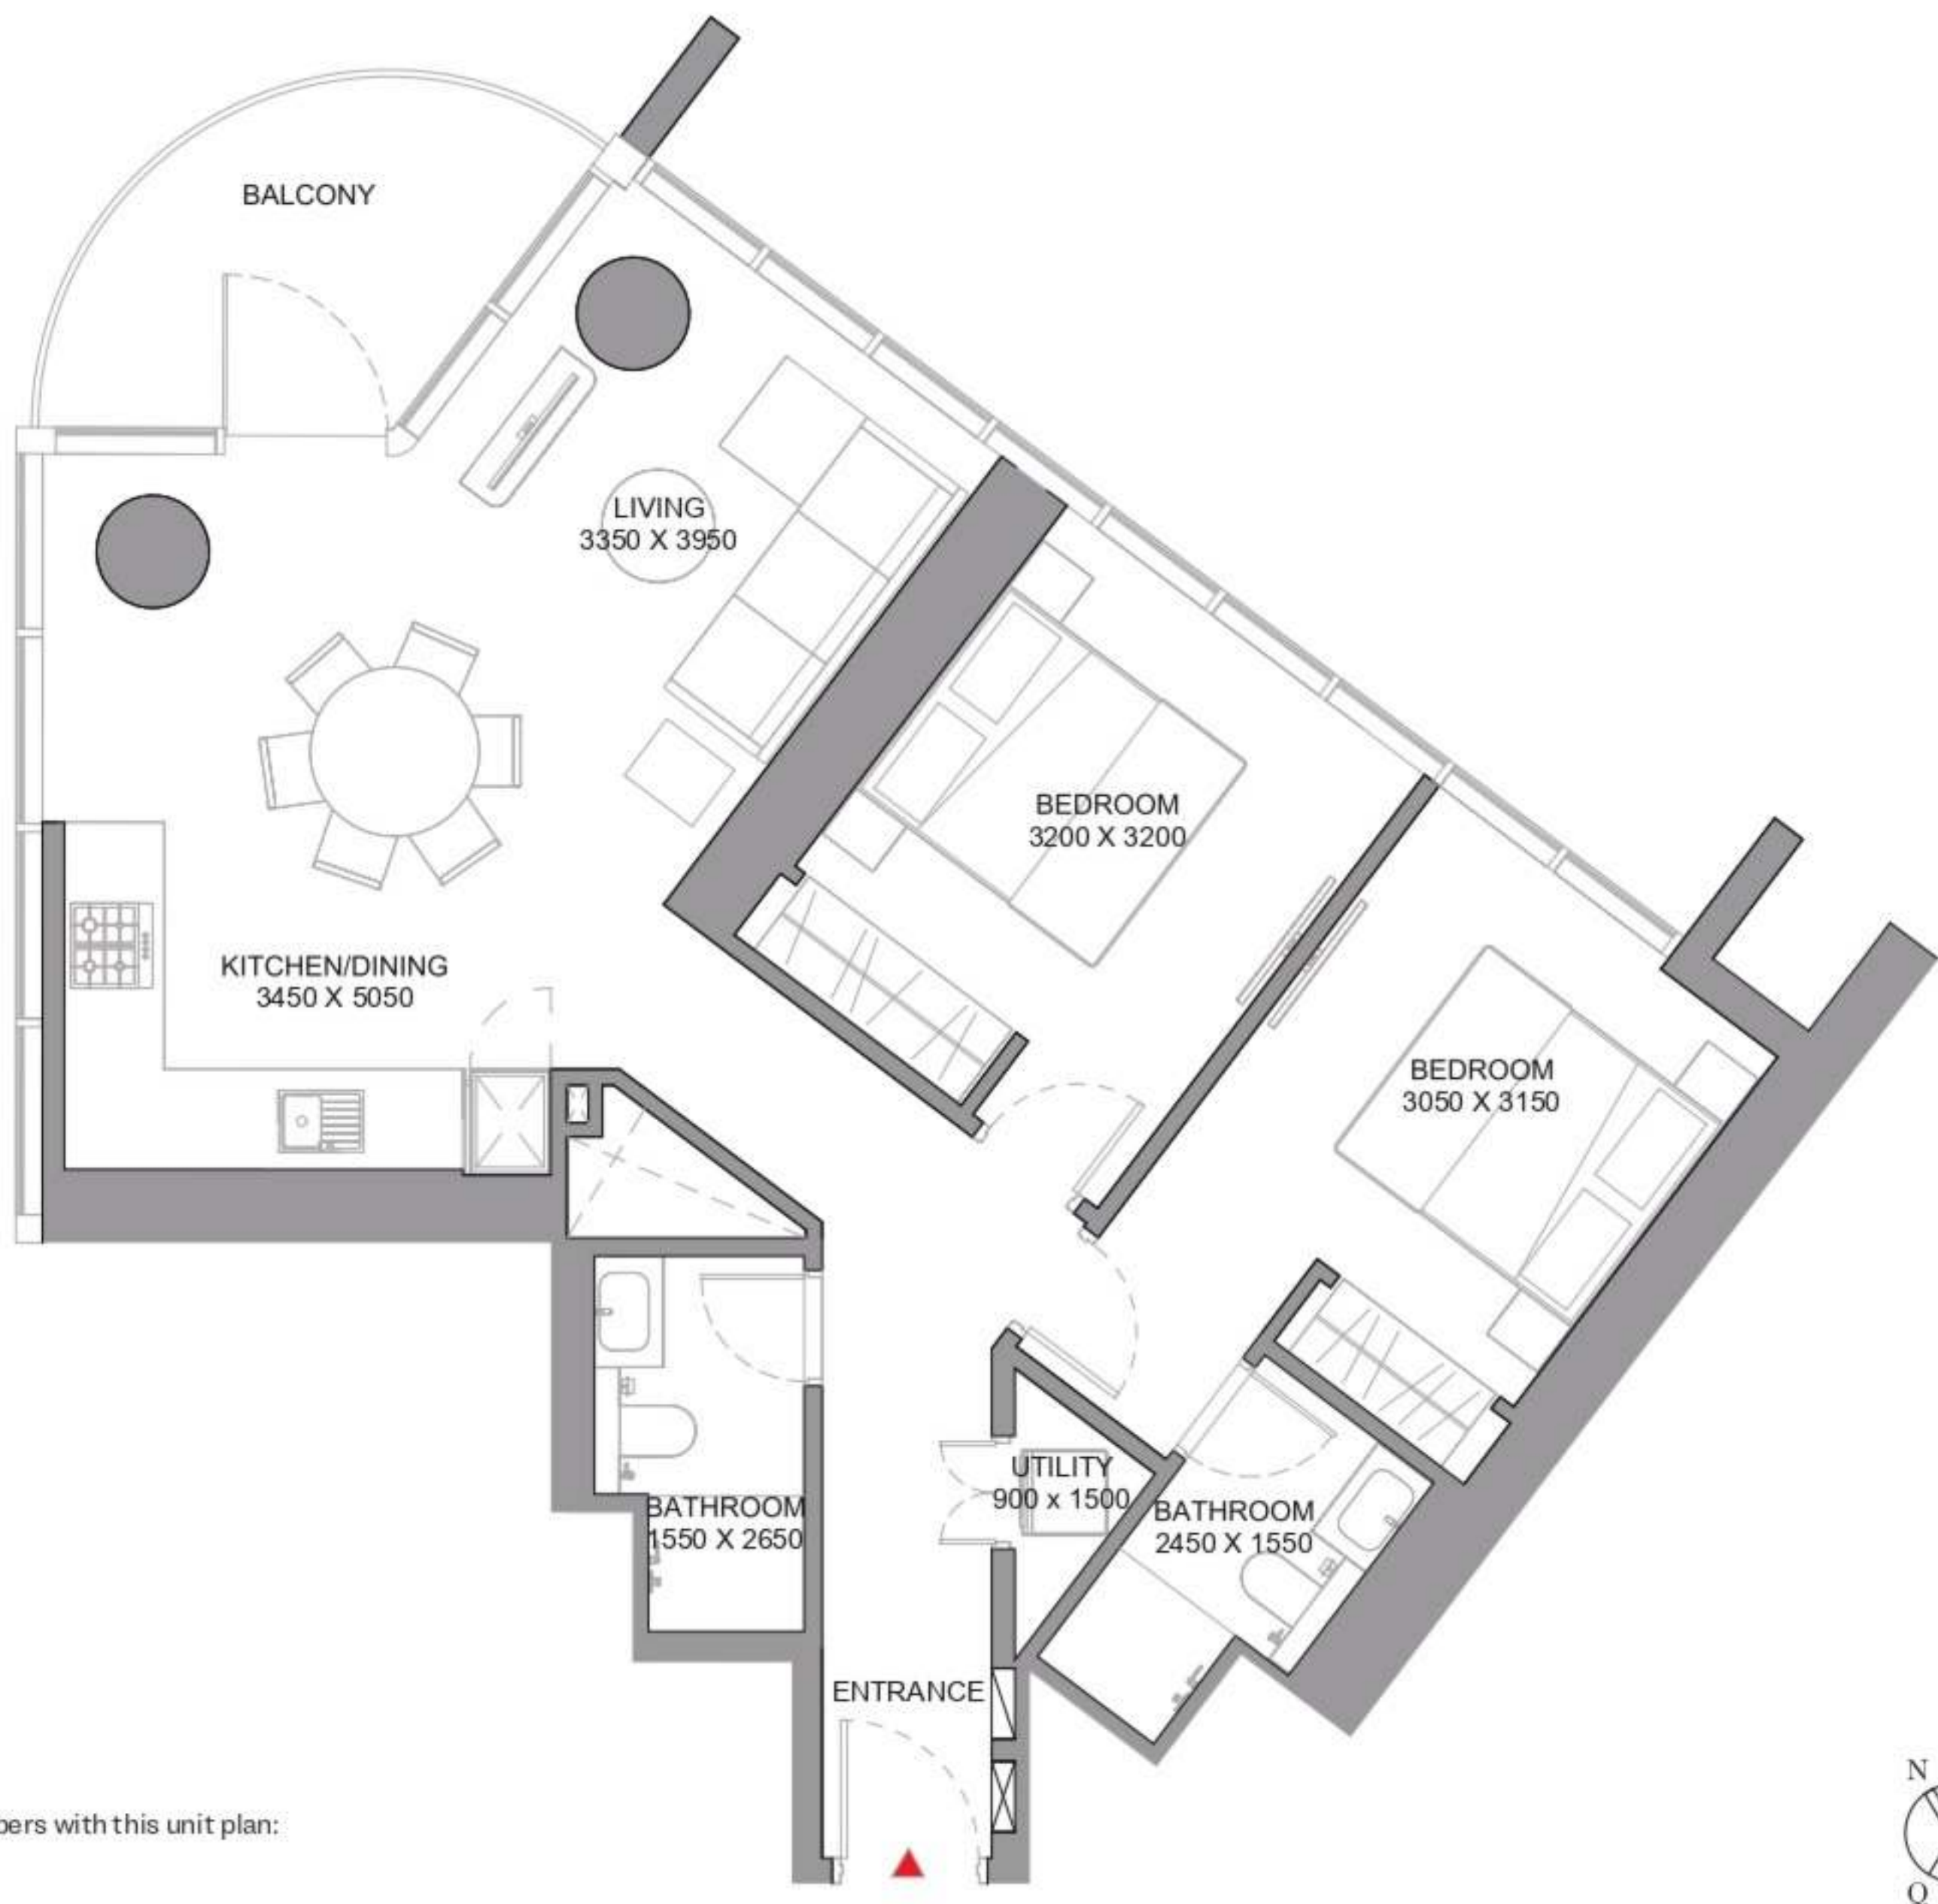 BALCONY
LIVING
3350 X 3950
BEDROOM
3200 X 3200
KITCHEN/DINING
3450 X 5050
BEDROOM
3050 X 3150
UTILITY
900 x 1500
BATHROOM
1550 X 2650
BATHROOM
2450 X 1550
ENTRANCE
N
with this unit plan:
O